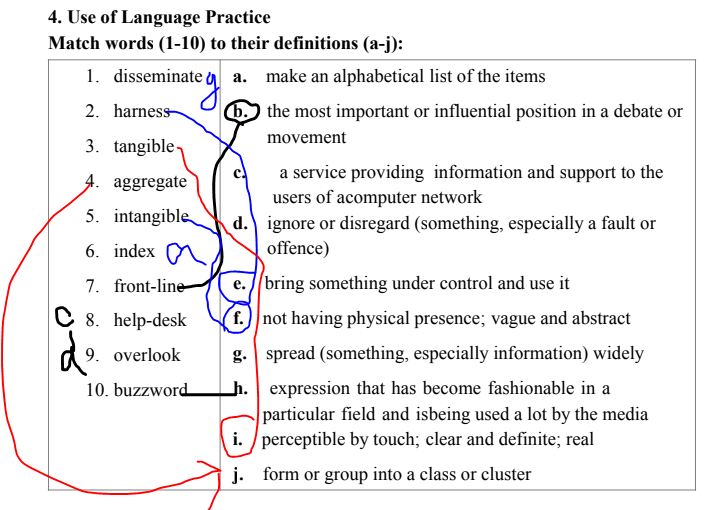 4. Use of Language Practice
Match words (1-10) to their definitions (a-j):
1. disseminate g a. make an alphabetical list of the items
2. harness b. the most important or influential position in a debate or
movement
3. tangible
c. a service providing information and support to the
4. aggregate
users of acomputer network
5. intangible d. ignore or disregard (something, especially a fault or
offence)
6. index a
7. front-line e. bring something under control and use it
c 8. help-desk f. not having physical presence; vague and abstract
d 9. overlook g. spread (something, especially information) widely
10. buzzword h. expression that has become fashionable in a
particular field and isbeing used a lot by the media
i. perceptible by touch; clear and definite; real
j. form or group into a class or cluster